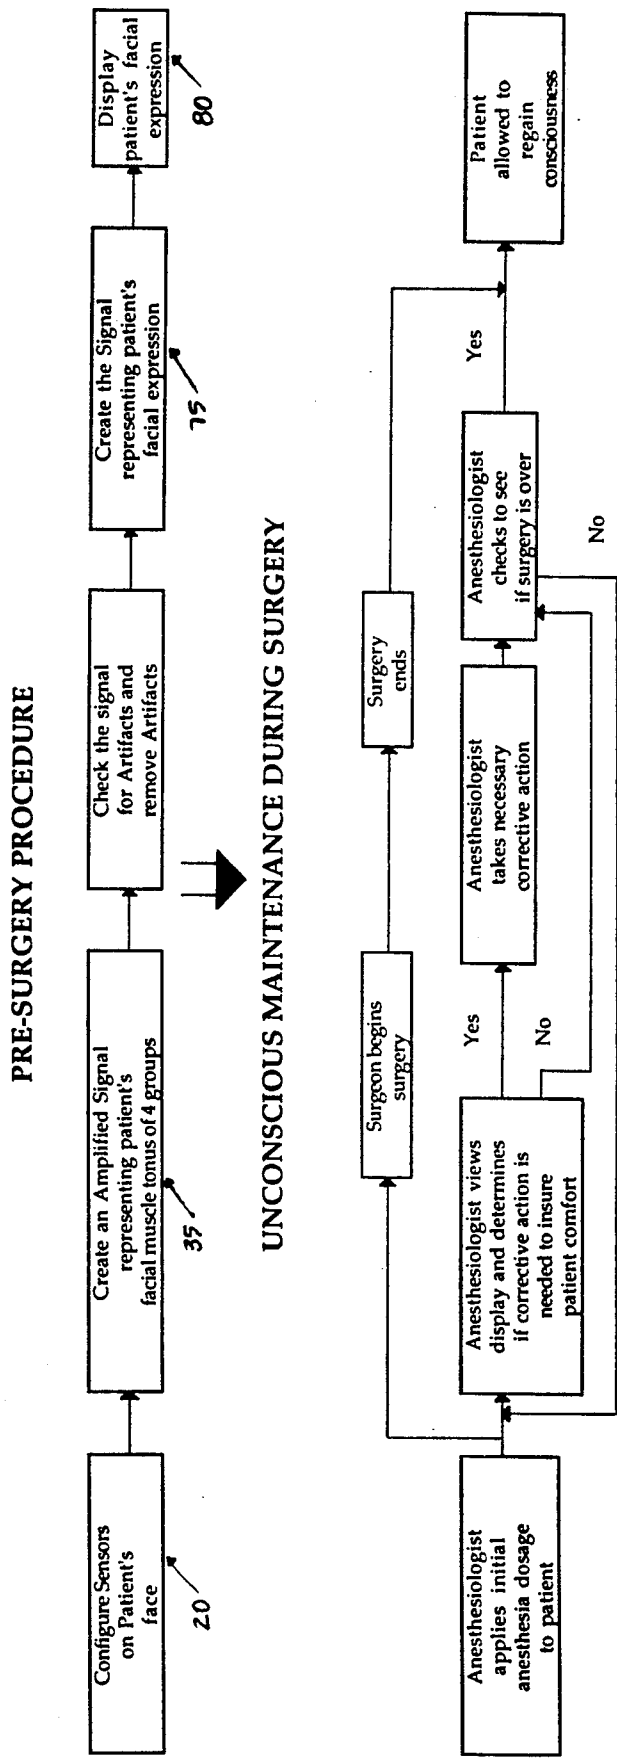 PRE-SURGERY PROCEDURE
Configure Sensors
on Patient's
face
20
Create an Amplified Signal
representing patient's
facial muscle tonus of 4 groups
35
Check the signal
for Artifacts and
remove Artifacts
Create the Signal
representing patient's
facial expression
75
Display
patient's facial
expression
80
UNCONSCIOUS MAINTENANCE DURING SURGERY
Anesthesiologist
applies initial
anesthesia dosage
to patient
Surgeon begins
surgery
Surgery
ends
Anesthesiologist views
display and determines
if corrective action is
needed to insure
patient comfort
Yes
No
Anesthesiologist
takes necessary
corrective action
Anesthesiologist
checks to see
if surgery is over
Yes
No
Patient
allowed to
regain
consciousness